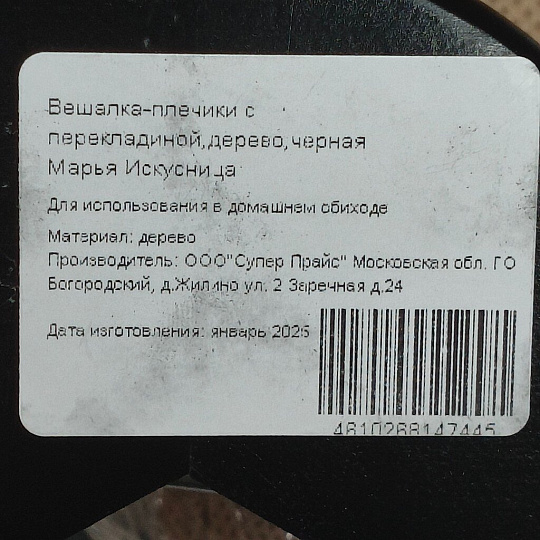 Вешалка-плечики с
перекладиной,дерево,черная
Марья Искусница
Для использования в домашнем обиходе
Материал: дерево
Производитель: ООО"Супер Прайс" Московская обл. ГО
Богородский, д.Жилино ул. 2 Заречная д.24
Дата изготовления: январь 2025
4810288147445